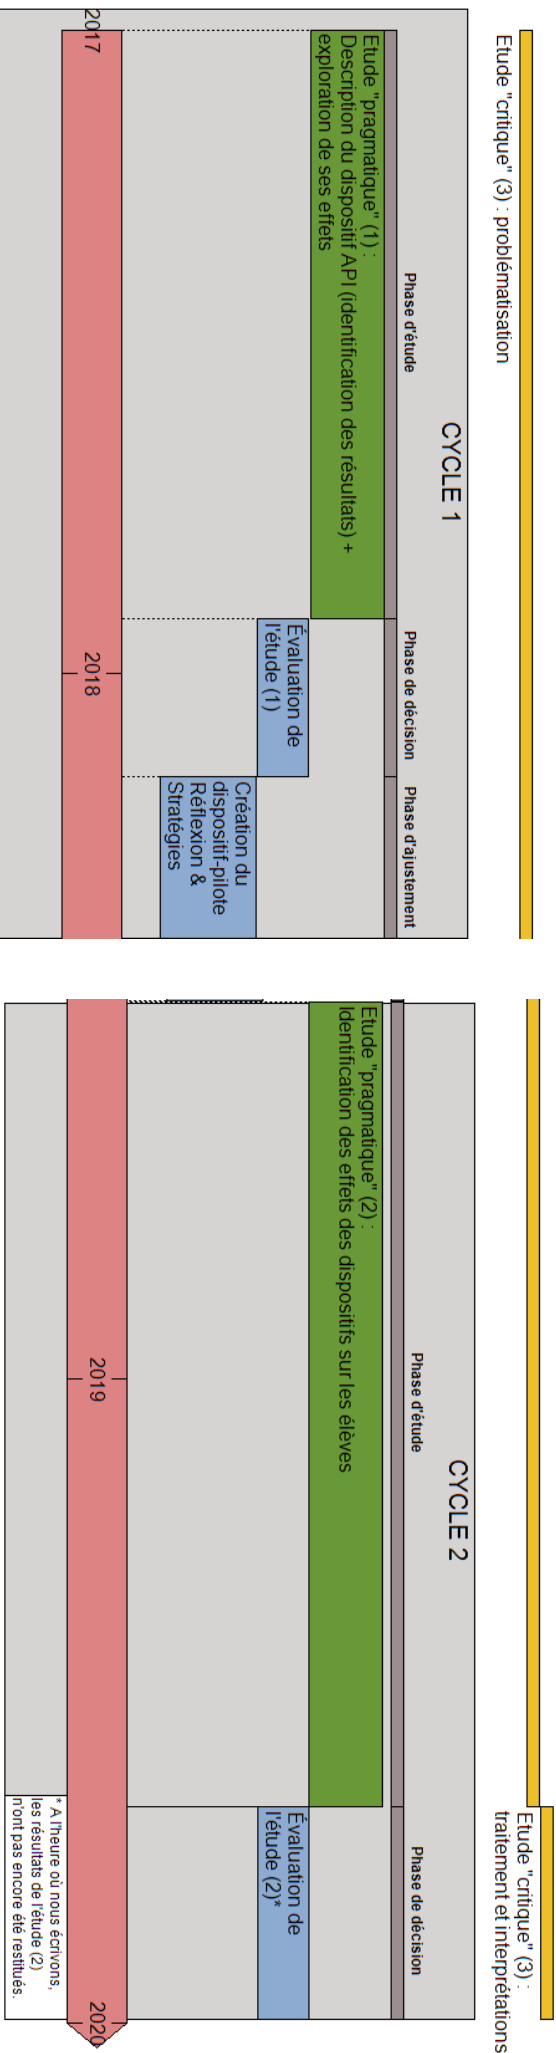 Etude "critique" (3) : problématisation
CYCLE 1
Phase d'étude
Phase de décision
Phase d'ajustement
Etude "pragmatique" (1) :
Description du dispositif API (identification des résultats) +
exploration de ses effets
Évaluation de
l'étude (1)
Création du
dispositif-pilote
Réflexion &
Stratégies
2017
2018
Etude "critique" (3) :
traitement et interprétations
CYCLE 2
Phase d'étude
Phase de décision
Etude "pragmatique" (2) :
Identification des effets des dispositifs sur les élèves
Évaluation de
l'étude (2)*
2019
2020
* A l'heure où nous écrivons,
les résultats de l'étude (2)
n'ont pas encore été restitués.